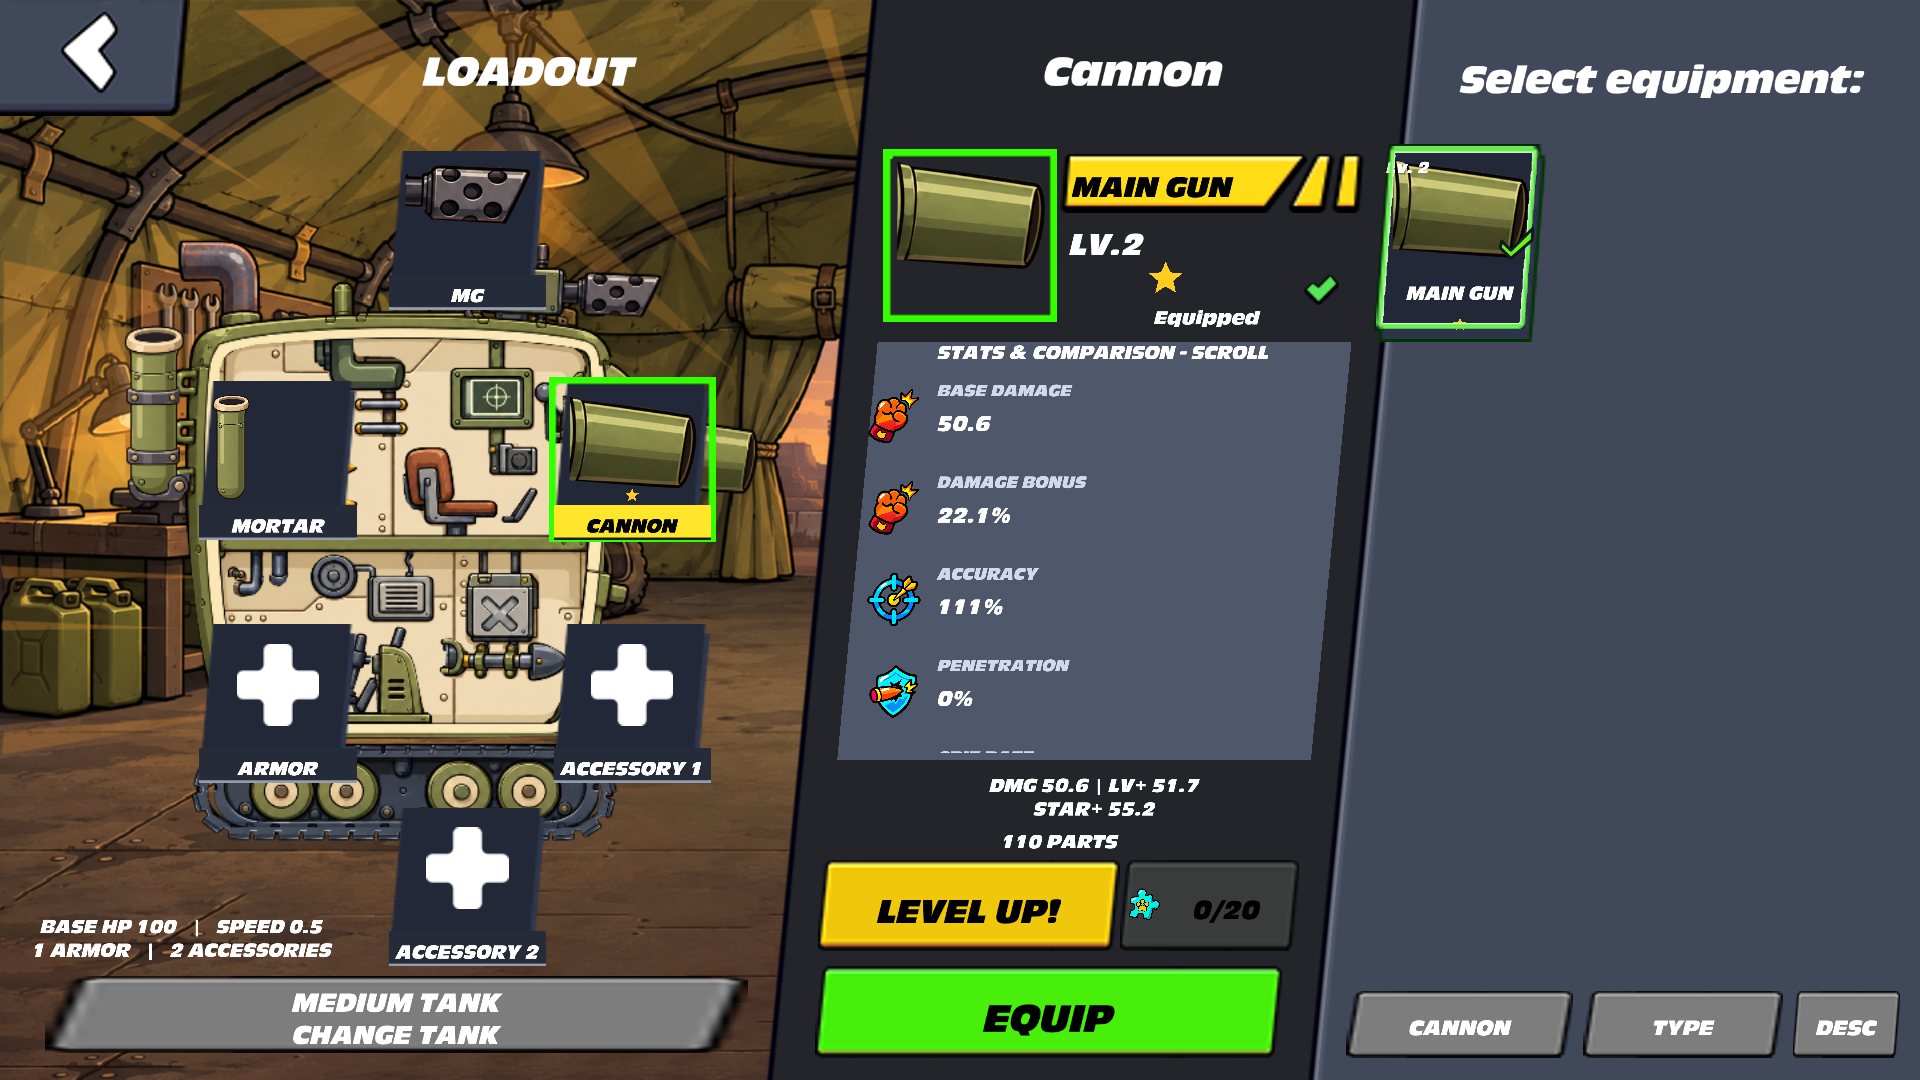 LOADOUT
MG
MORTAR
CANNON
ARMOR
ACCESSORY 1
ACCESSORY 2
BASE HP 100 | SPEED 0.5
1 ARMOR | 2 ACCESSORIES
MEDIUM TANK
CHANGE TANK
Cannon
MAIN GUN
LV.2
Equipped
STATS & COMPARISON - SCROLL
BASE DAMAGE
50.6
DAMAGE BONUS
22.1%
ACCURACY
111%
PENETRATION
0%
DMG 50.6 | LV+ 51.7
STAR+ 55.2
110 PARTS
LEVEL UP!
0/20
EQUIP
Select equipment:
Lv. 2
MAIN GUN
CANNON
TYPE
DESC